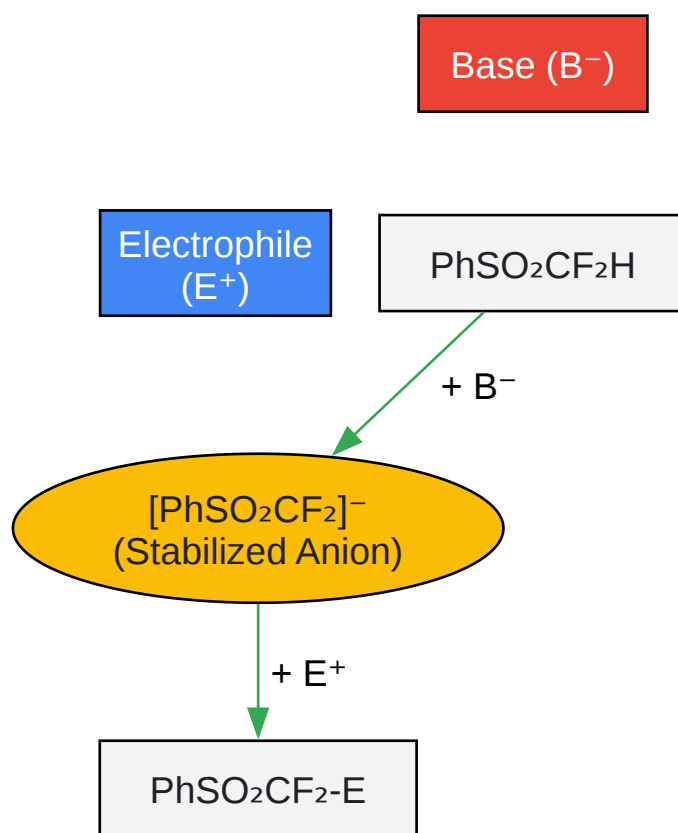 Base (B⁻)
Electrophile
(E⁺)
PhSO₂CF₂H
+ B⁻
[PhSO₂CF₂]⁻
(Stabilized Anion)
+ E⁺
PhSO₂CF₂-E